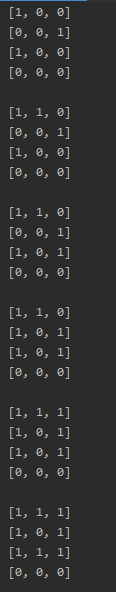 [1, 0, 0]
[0, 0, 1]
[1, 0, 0]
[0, 0, 0]

[1, 1, 0]
[0, 0, 1]
[1, 0, 0]
[0, 0, 0]

[1, 1, 0]
[0, 0, 1]
[1, 0, 1]
[0, 0, 0]

[1, 1, 0]
[1, 0, 1]
[1, 0, 1]
[0, 0, 0]

[1, 1, 1]
[1, 0, 1]
[1, 0, 1]
[0, 0, 0]

[1, 1, 1]
[1, 0, 1]
[1, 1, 1]
[0, 0, 0]